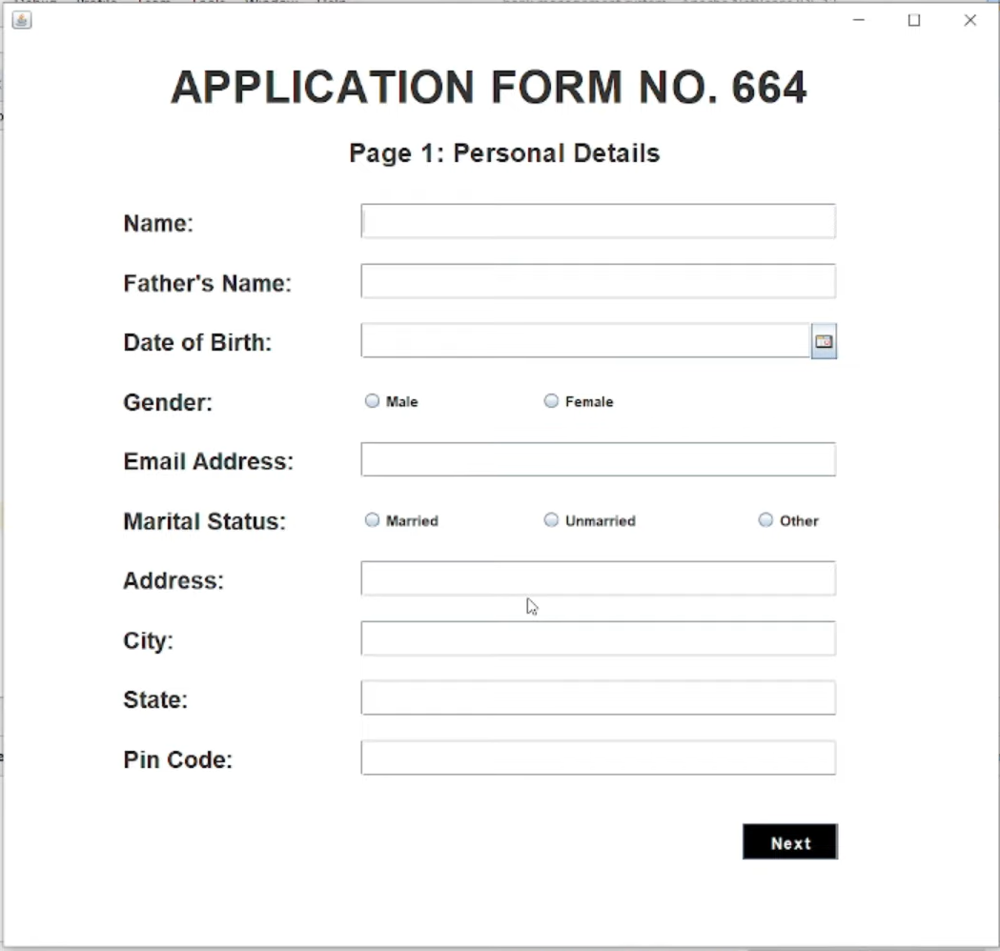 APPLICATION FORM NO. 664
Page 1: Personal Details
Name:
Father's Name:
Date of Birth:
Gender: Male Female
Email Address:
Marital Status: Married Unmarried Other
Address:
City:
State:
Pin Code:
Next